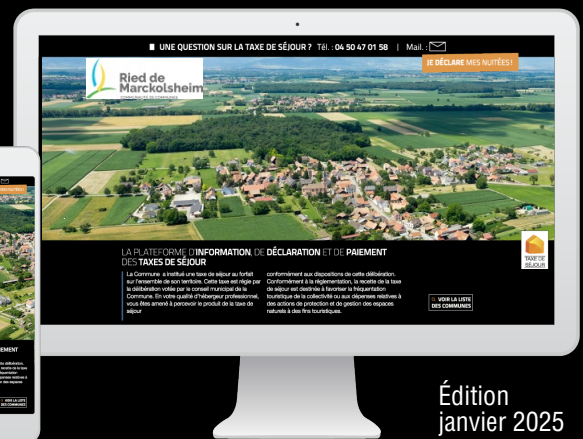 UNE QUESTION SUR LA TAXE DE SÉJOUR ? Tél. : 04 50 47 01 58 | Mail. :
JE DÉCLARE MES NUITÉES !
Ried de
Marckolsheim
COMMUNAUTÉ DE COMMUNES
LA PLATEFORME D'INFORMATION, DE DÉCLARATION ET DE PAIEMENT
DES TAXES DE SÉJOUR
La Commune a institué une taxe de séjour au forfait
sur l'ensemble de son territoire. Cette taxe est régie par
la délibération votée par le conseil municipal de la
Commune. En votre qualité d'hébergeur professionnel,
vous êtes amené à percevoir le produit de la taxe de
séjour
conformément aux dispositions de cette délibération.
Conformément à la réglementation, la recette de la taxe
de séjour est destinée à favoriser la fréquentation
touristique de la collectivité ou aux dépenses relatives à
des actions de protection et de gestion des espaces
naturels à des fins touristiques.
TAXE DE
SÉJOUR
VOIR LA LISTE
DES COMMUNES
VOIR LA LISTE
DES COMMUNES
Édition
janvier 2025